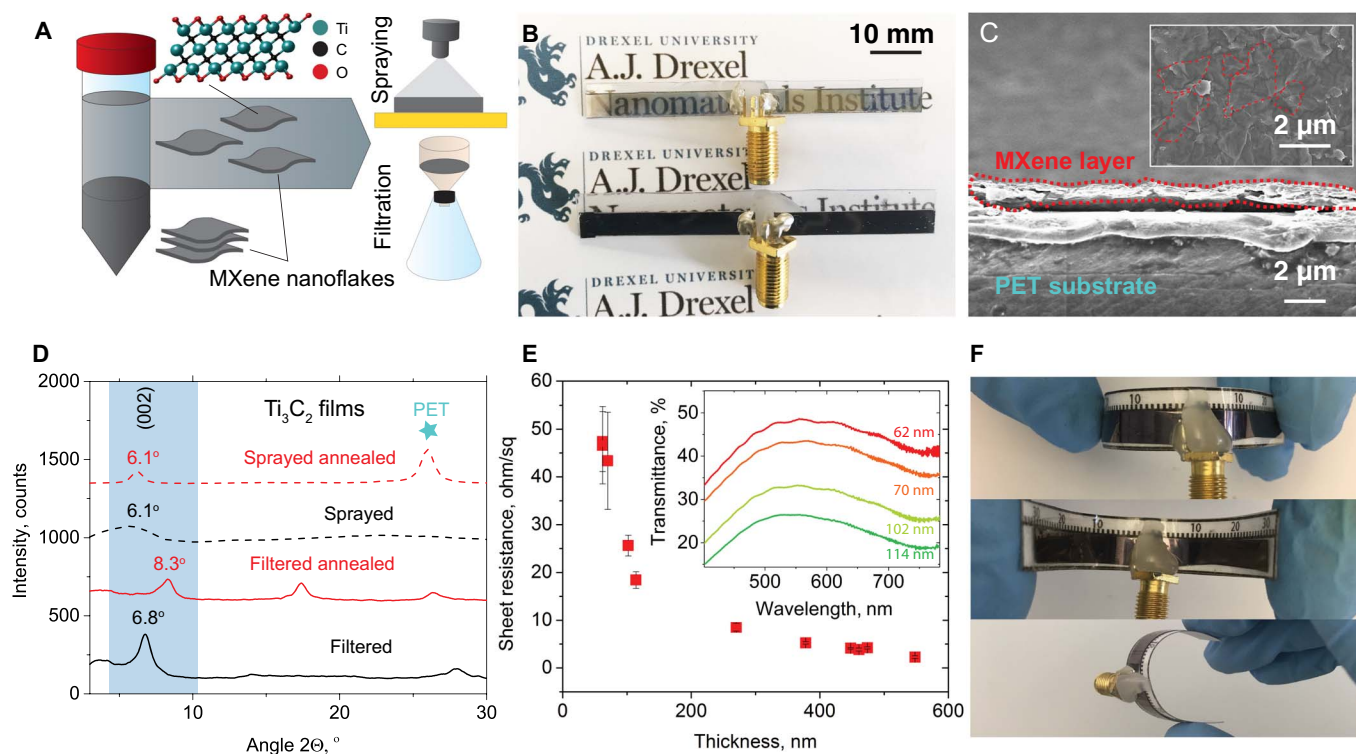 A
Ti
C
O
Spraying
Filtration
MXene nanoflakes
B
10 mm
DREXEL UNIVERSITY
A.J. Drexel
Nanomaterials Institute
DREXEL UNIVERSITY
A.J. Drexel
Nanomaterials Institute
DREXEL UNIVERSITY
A.J. Drexel
C
2 µm
MXene layer
2 µm
PET substrate
D
2000
1500
1000
500
0
Intensity, counts
(002)
Ti₃C₂ films
PET
6.1°
Sprayed annealed
6.1°
Sprayed
8.3°
Filtered annealed
6.8°
Filtered
10
20
30
Angle 2Θ, °
E
60
50
40
30
20
10
0
Sheet resistance, ohm/sq
50
40
30
20
Transmittance, %
62 nm
70 nm
102 nm
114 nm
500
600
700
Wavelength, nm
0
200
400
600
Thickness, nm
F
10
10
30
20
10
10
20
30